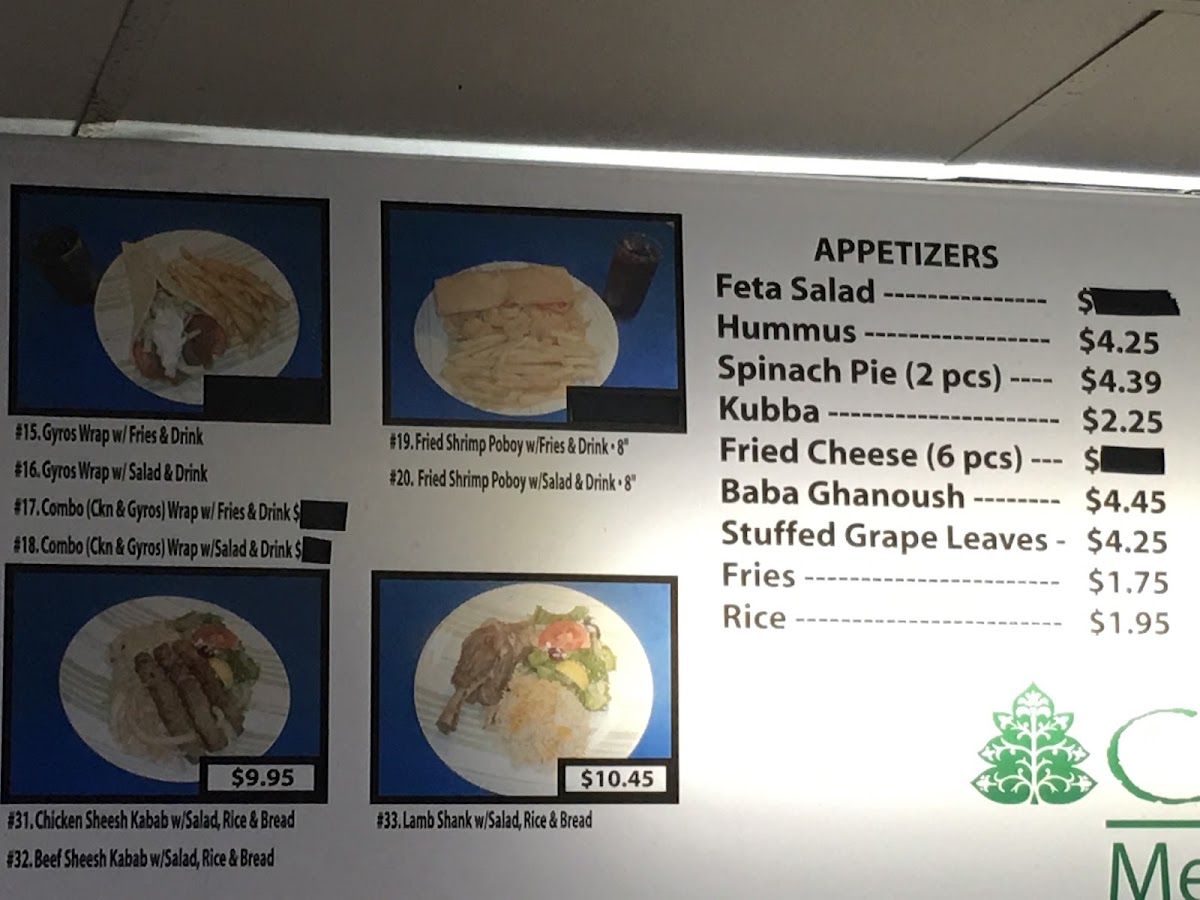 #15. Gyros Wrap w/ Fries & Drink
#16. Gyros Wrap w/ Salad & Drink
#17. Combo (Ckn & Gyros) Wrap w/ Fries & Drink $
#18. Combo (Ckn & Gyros) Wrap w/Salad & Drink $
#19. Fried Shrimp Poboy w/Fries & Drink • 8"
#20. Fried Shrimp Poboy w/Salad & Drink • 8"
$9.95
#31. Chicken Sheesh Kabab w/Salad, Rice & Bread
#32. Beef Sheesh Kabab w/Salad, Rice & Bread
$10.45
#33. Lamb Shank w/Salad, Rice & Bread
APPETIZERS
Feta Salad --------------- $
Hummus ----------------- $4.25
Spinach Pie (2 pcs) ---- $4.39
Kubba --------------------- $2.25
Fried Cheese (6 pcs) --- $
Baba Ghanoush -------- $4.45
Stuffed Grape Leaves - $4.25
Fries ----------------------- $1.75
Rice ------------------------ $1.95
C
Me